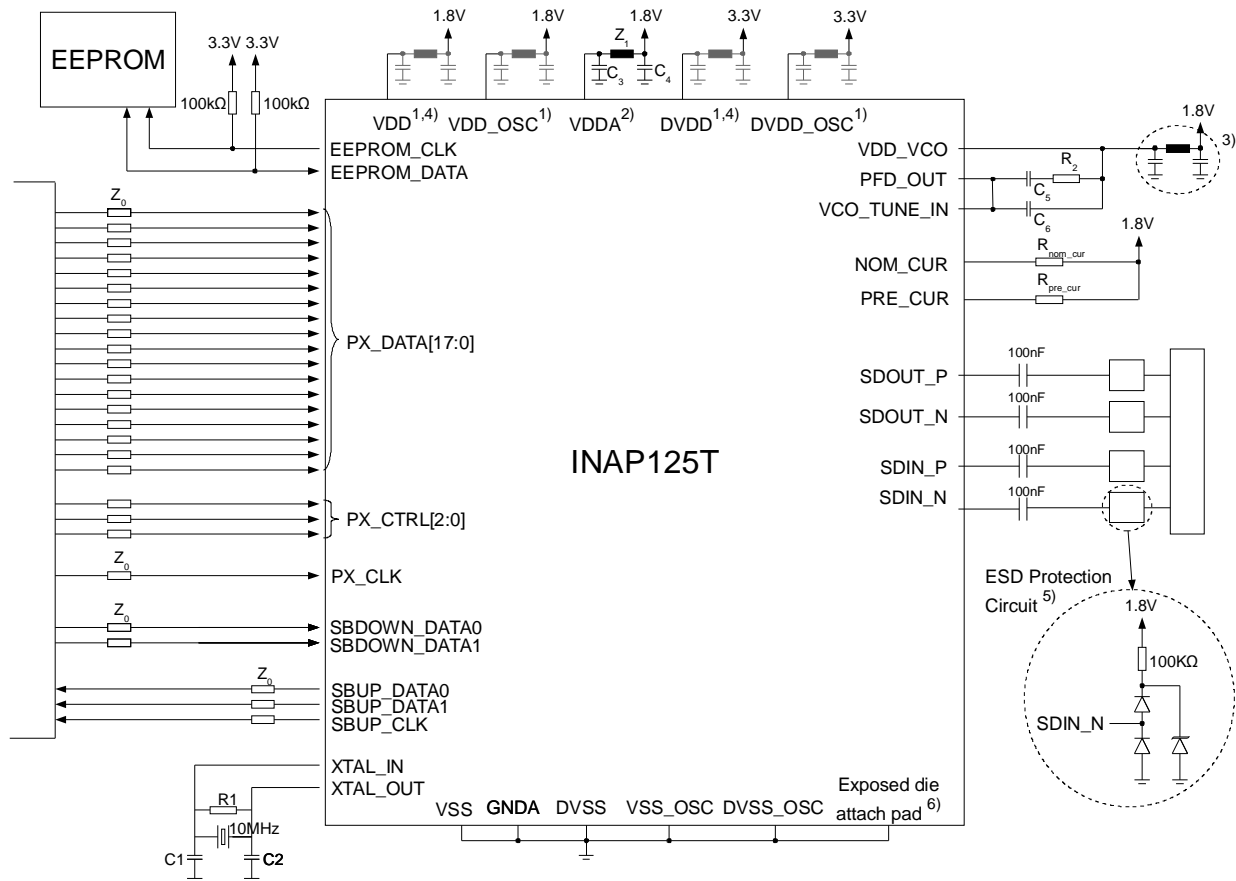 EEPROM
3.3V 3.3V
100kΩ 100kΩ
1.8V
1.8V
Z1
1.8V
C3 C4
3.3V
3.3V
VDD1,4)
VDD_OSC1)
VDDA2)
DVDD1,4)
DVDD_OSC1)
EEPROM_CLK
EEPROM_DATA
Z0
PX_DATA[17:0]
PX_CTRL[2:0]
Z0
PX_CLK
Z0
SBDOWN_DATA0
SBDOWN_DATA1
Z0
SBUP_DATA0
SBUP_DATA1
SBUP_CLK
XTAL_IN
XTAL_OUT
R1
10MHz
C1 C2
INAP125T
VSS GNDA DVSS VSS_OSC DVSS_OSC
Exposed die
attach pad 6)
VDD_VCO
PFD_OUT
VCO_TUNE_IN
R2
C5
C6
1.8V
3)
1.8V
NOM_CUR
Rnom_cur
PRE_CUR
Rpre_cur
SDOUT_P
100nF
SDOUT_N
100nF
SDIN_P
100nF
SDIN_N
100nF
ESD Protection
Circuit 5)
1.8V
100KΩ
SDIN_N